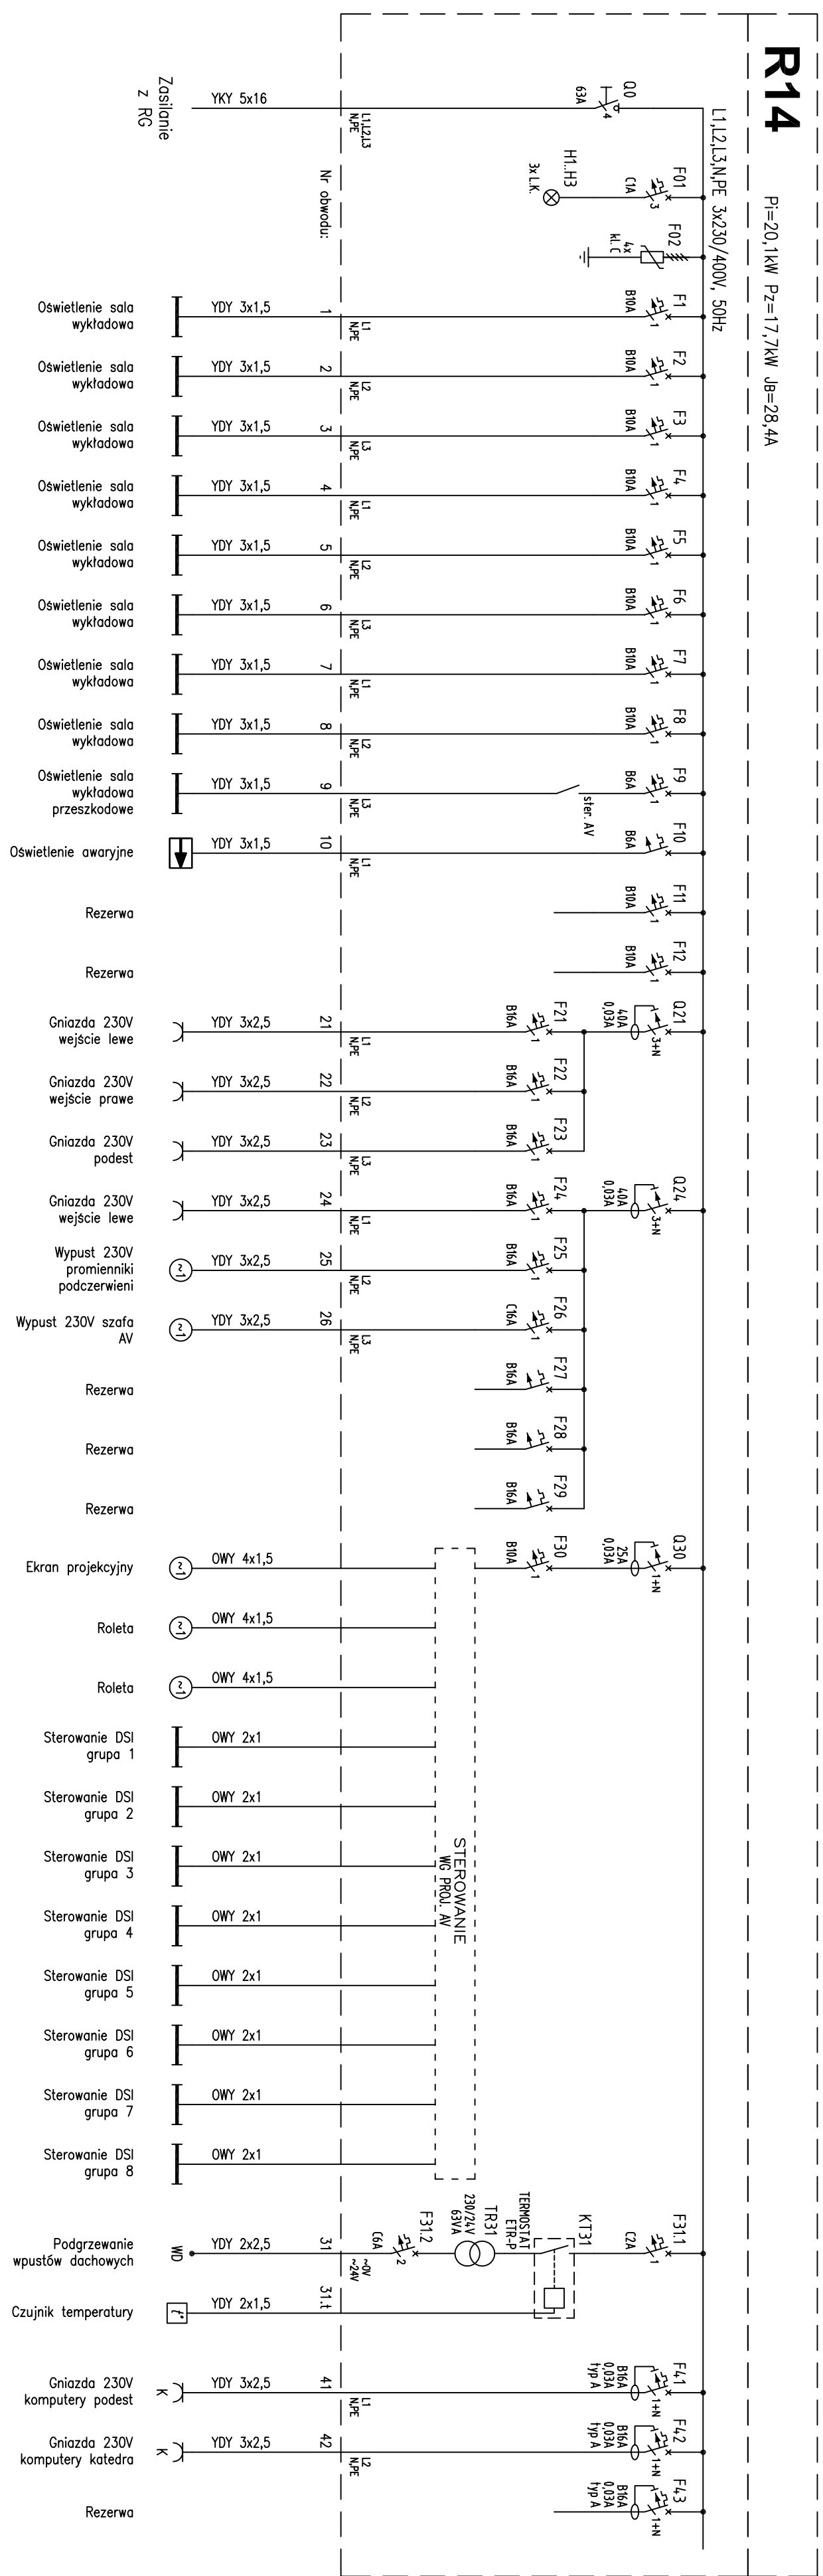 R14
Pi=20,1kW Pz=17,7kW JB=28,4A
L1,L2,L3,N,PE 3x230/400V, 50Hz
Zasilanie
z RG
YKY 5x16
L1,L2,L3
N,PE
Q0
63A
4
Nr obwodu:
F01
C1A
3
H1..H3
3x L.K.
F02
4x
kl. C
Oświetlenie sala
wykładowa
YDY 3x1,5
1
L1
N,PE
F1
B10A
1
Oświetlenie sala
wykładowa
YDY 3x1,5
2
L2
N,PE
F2
B10A
1
Oświetlenie sala
wykładowa
YDY 3x1,5
3
L3
N,PE
F3
B10A
1
Oświetlenie sala
wykładowa
YDY 3x1,5
4
L1
N,PE
F4
B10A
1
Oświetlenie sala
wykładowa
YDY 3x1,5
5
L2
N,PE
F5
B10A
1
Oświetlenie sala
wykładowa
YDY 3x1,5
6
L3
N,PE
F6
B10A
1
Oświetlenie sala
wykładowa
YDY 3x1,5
7
L1
N,PE
F7
B10A
1
Oświetlenie sala
wykładowa
YDY 3x1,5
8
L2
N,PE
F8
B10A
1
Oświetlenie sala
wykładowa
przeszkodowe
YDY 3x1,5
9
L3
N,PE
ster. AV
F9
B6A
1
Oświetlenie awaryjne
YDY 3x1,5
10
L1
N,PE
F10
B6A
Rezerwa
F11
B10A
1
Rezerwa
F12
B10A
1
Gniazda 230V
wejście lewe
YDY 3x2,5
21
L1
N,PE
F21
B16A
1
Q21
40A
0,03A
3+N
Gniazda 230V
wejście prawe
YDY 3x2,5
22
L2
N,PE
F22
B16A
1
Gniazda 230V
podest
YDY 3x2,5
23
L3
N,PE
F23
B16A
1
Gniazda 230V
wejście lewe
YDY 3x2,5
24
L1
N,PE
F24
B16A
1
Q24
40A
0,03A
3+N
Wypust 230V
promienniki
podczerwieni
~1
YDY 3x2,5
25
L2
N,PE
F25
B16A
1
Wypust 230V szafa
AV
~1
YDY 3x2,5
26
L3
N,PE
F26
C16A
1
Rezerwa
F27
B16A
Rezerwa
F28
B16A
Rezerwa
F29
B16A
Ekran projekcyjny
~1
OWY 4x1,5
F30
B10A
1
Q30
25A
0,03A
1+N
Roleta
~1
OWY 4x1,5
Roleta
~1
OWY 4x1,5
STEROWANIE
WG PROJ. AV
Sterowanie DSI
grupa 1
OWY 2x1
Sterowanie DSI
grupa 2
OWY 2x1
Sterowanie DSI
grupa 3
OWY 2x1
Sterowanie DSI
grupa 4
OWY 2x1
Sterowanie DSI
grupa 5
OWY 2x1
Sterowanie DSI
grupa 6
OWY 2x1
Sterowanie DSI
grupa 7
OWY 2x1
Sterowanie DSI
grupa 8
OWY 2x1
Podgrzewanie
wpustów dachowych
WD
YDY 2x2,5
31
~0V
~24V
F31.2
C6A
2
TR31
230/24V
63VA
KT31
TERMOSTAT
ETR-P
F31.1
C2A
1
Czujnik temperatury
t°
YDY 2x1,5
31.t
Gniazda 230V
komputery podest
K
YDY 3x2,5
41
L1
N,PE
F41
B16A
0,03A
typ A
1+N
Gniazda 230V
komputery katedra
K
YDY 3x2,5
42
L2
N,PE
F42
B16A
0,03A
typ A
1+N
Rezerwa
F43
B16A
0,03A
typ A
1+N